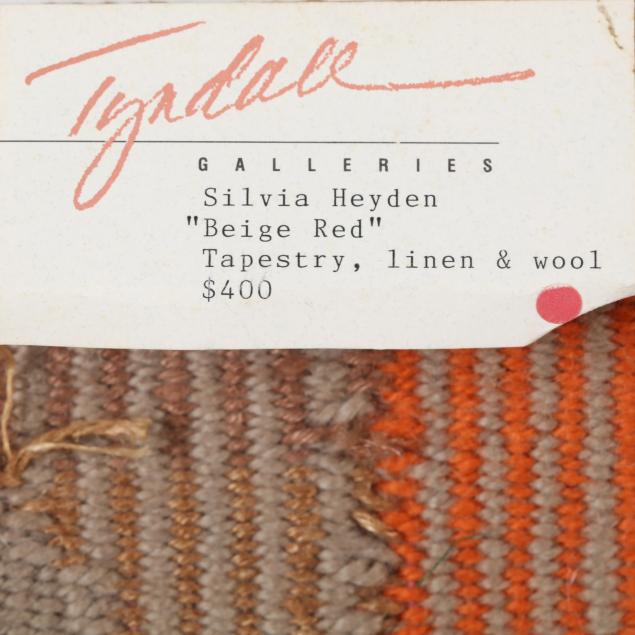 Tyndall
GALLERIES
Silvia Heyden
"Beige Red"
Tapestry, linen & wool
$400